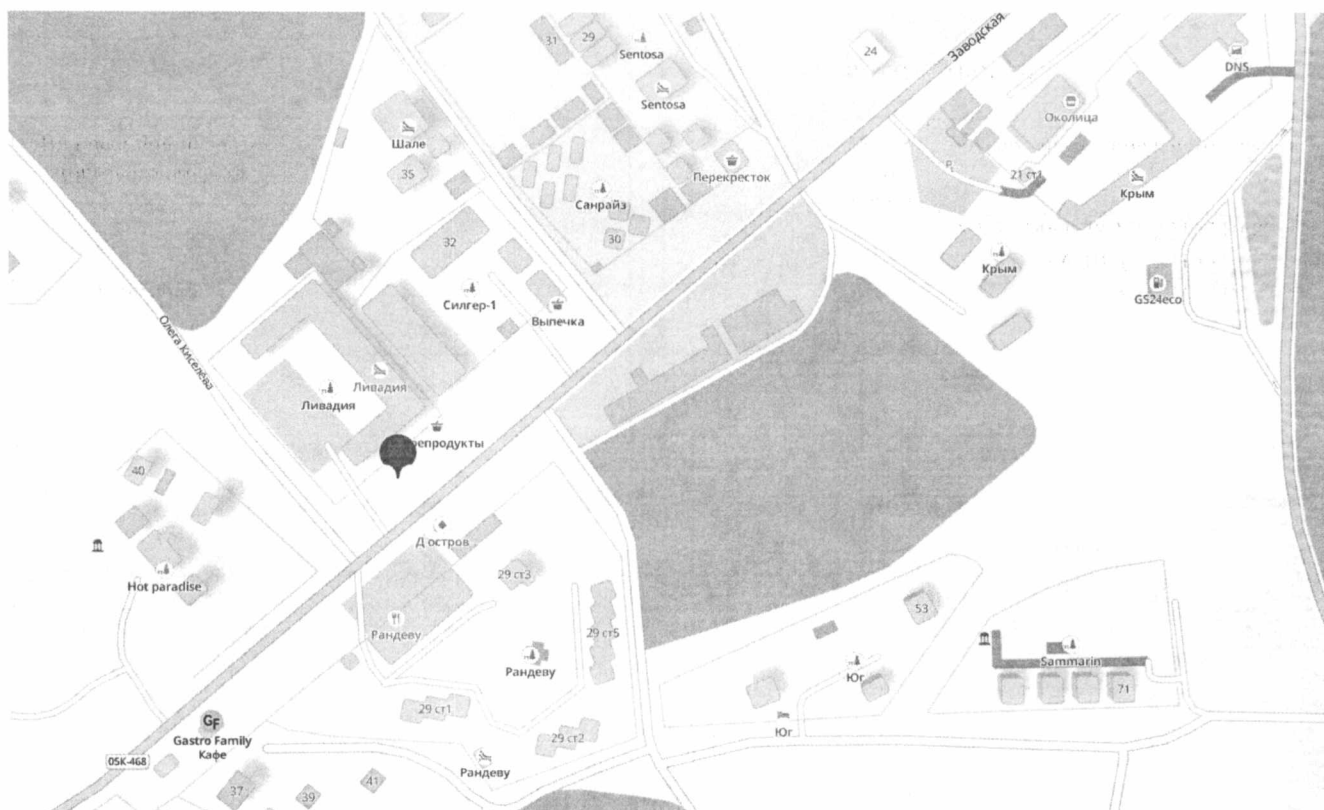 31
29
Sentosa
24
Заводская
DNS
Sentosa
Околица
Шале
35
Перекресток
21 ст1
P
Крым
Санрайз
30
32
Крым
GS24eco
Силгер-1
Выпечка
Олега Киселёва
Ливадия
Ливадия
епродукты
40
Д остров
Hot paradise
29 ст3
53
Рандеву
29 ст5
Рандеву
Юг
Sammarin
71
29 ст1
GF
Gastro Family
Кафе
29 ст2
Юг
05К-468
Рандеву
37
39
41